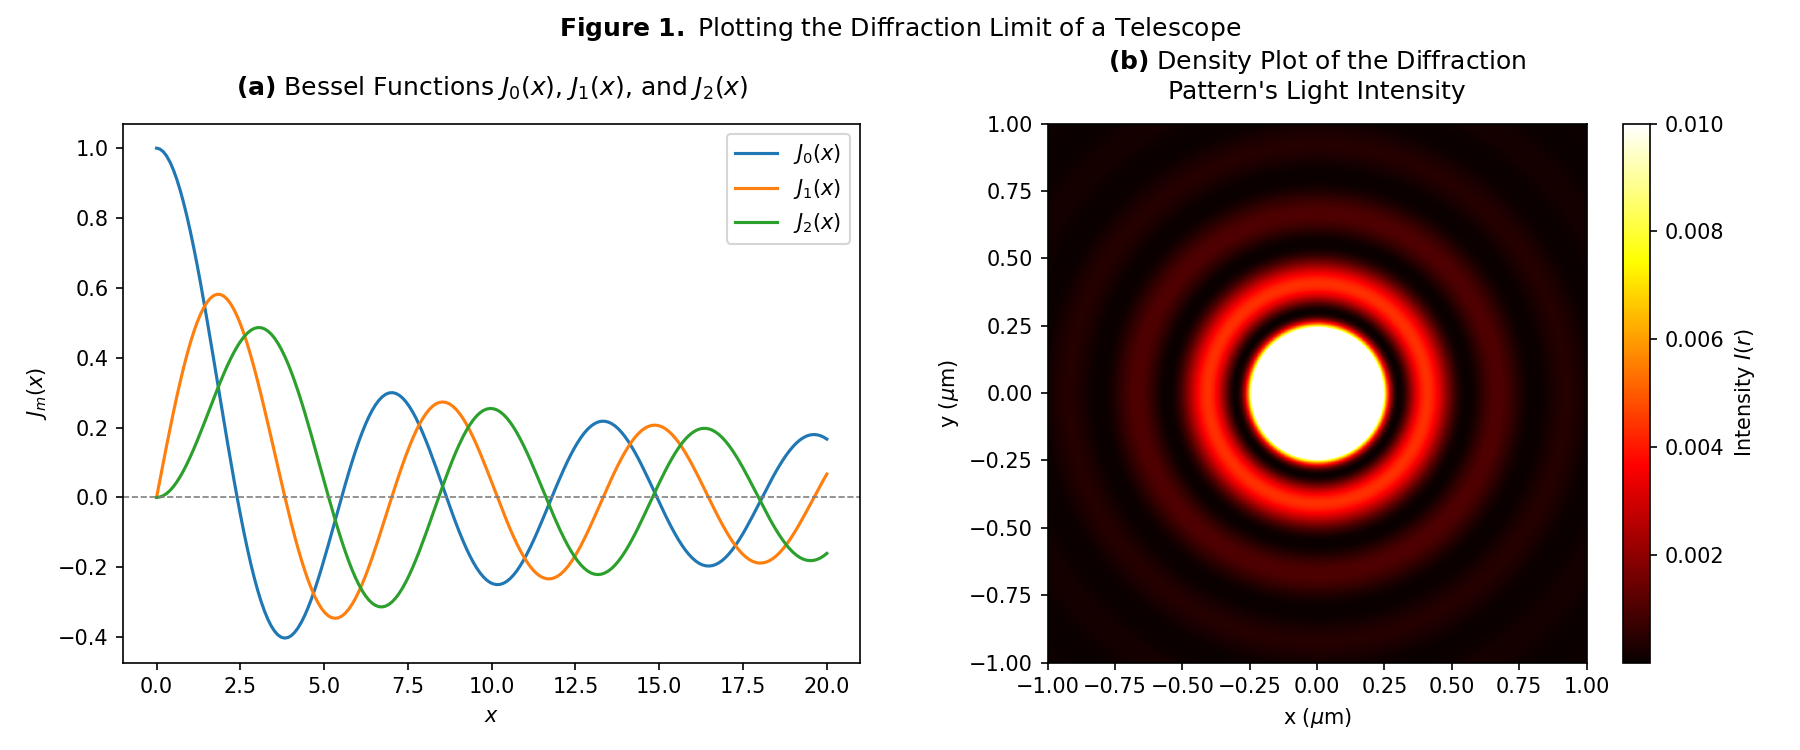 Figure 1. Plotting the Diffraction Limit of a Telescope
(a) Bessel Functions J₀(x), J₁(x), and J₂(x)
J₀(x)
J₁(x)
J₂(x)
1.0
0.8
0.6
0.4
0.2
0.0
−0.2
−0.4
Jₘ(x)
0.0 2.5 5.0 7.5 10.0 12.5 15.0 17.5 20.0
x
(b) Density Plot of the Diffraction
Pattern's Light Intensity
1.00
0.75
0.50
0.25
0.00
−0.25
−0.50
−0.75
−1.00
y (μm)
−1.00 −0.75 −0.50 −0.25 0.00 0.25 0.50 0.75 1.00
x (μm)
0.010
0.008
0.006
0.004
0.002
Intensity I(r)